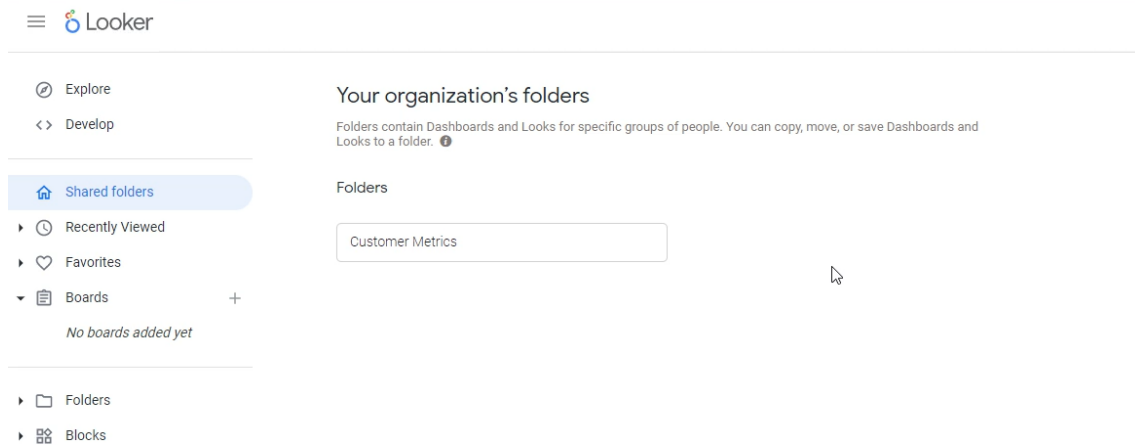 Looker
Explore
Develop
Shared folders
Recently Viewed
Favorites
Boards
No boards added yet
Folders
Blocks
Your organization's folders
Folders contain Dashboards and Looks for specific groups of people. You can copy, move, or save Dashboards and
Looks to a folder.
Folders
Customer Metrics